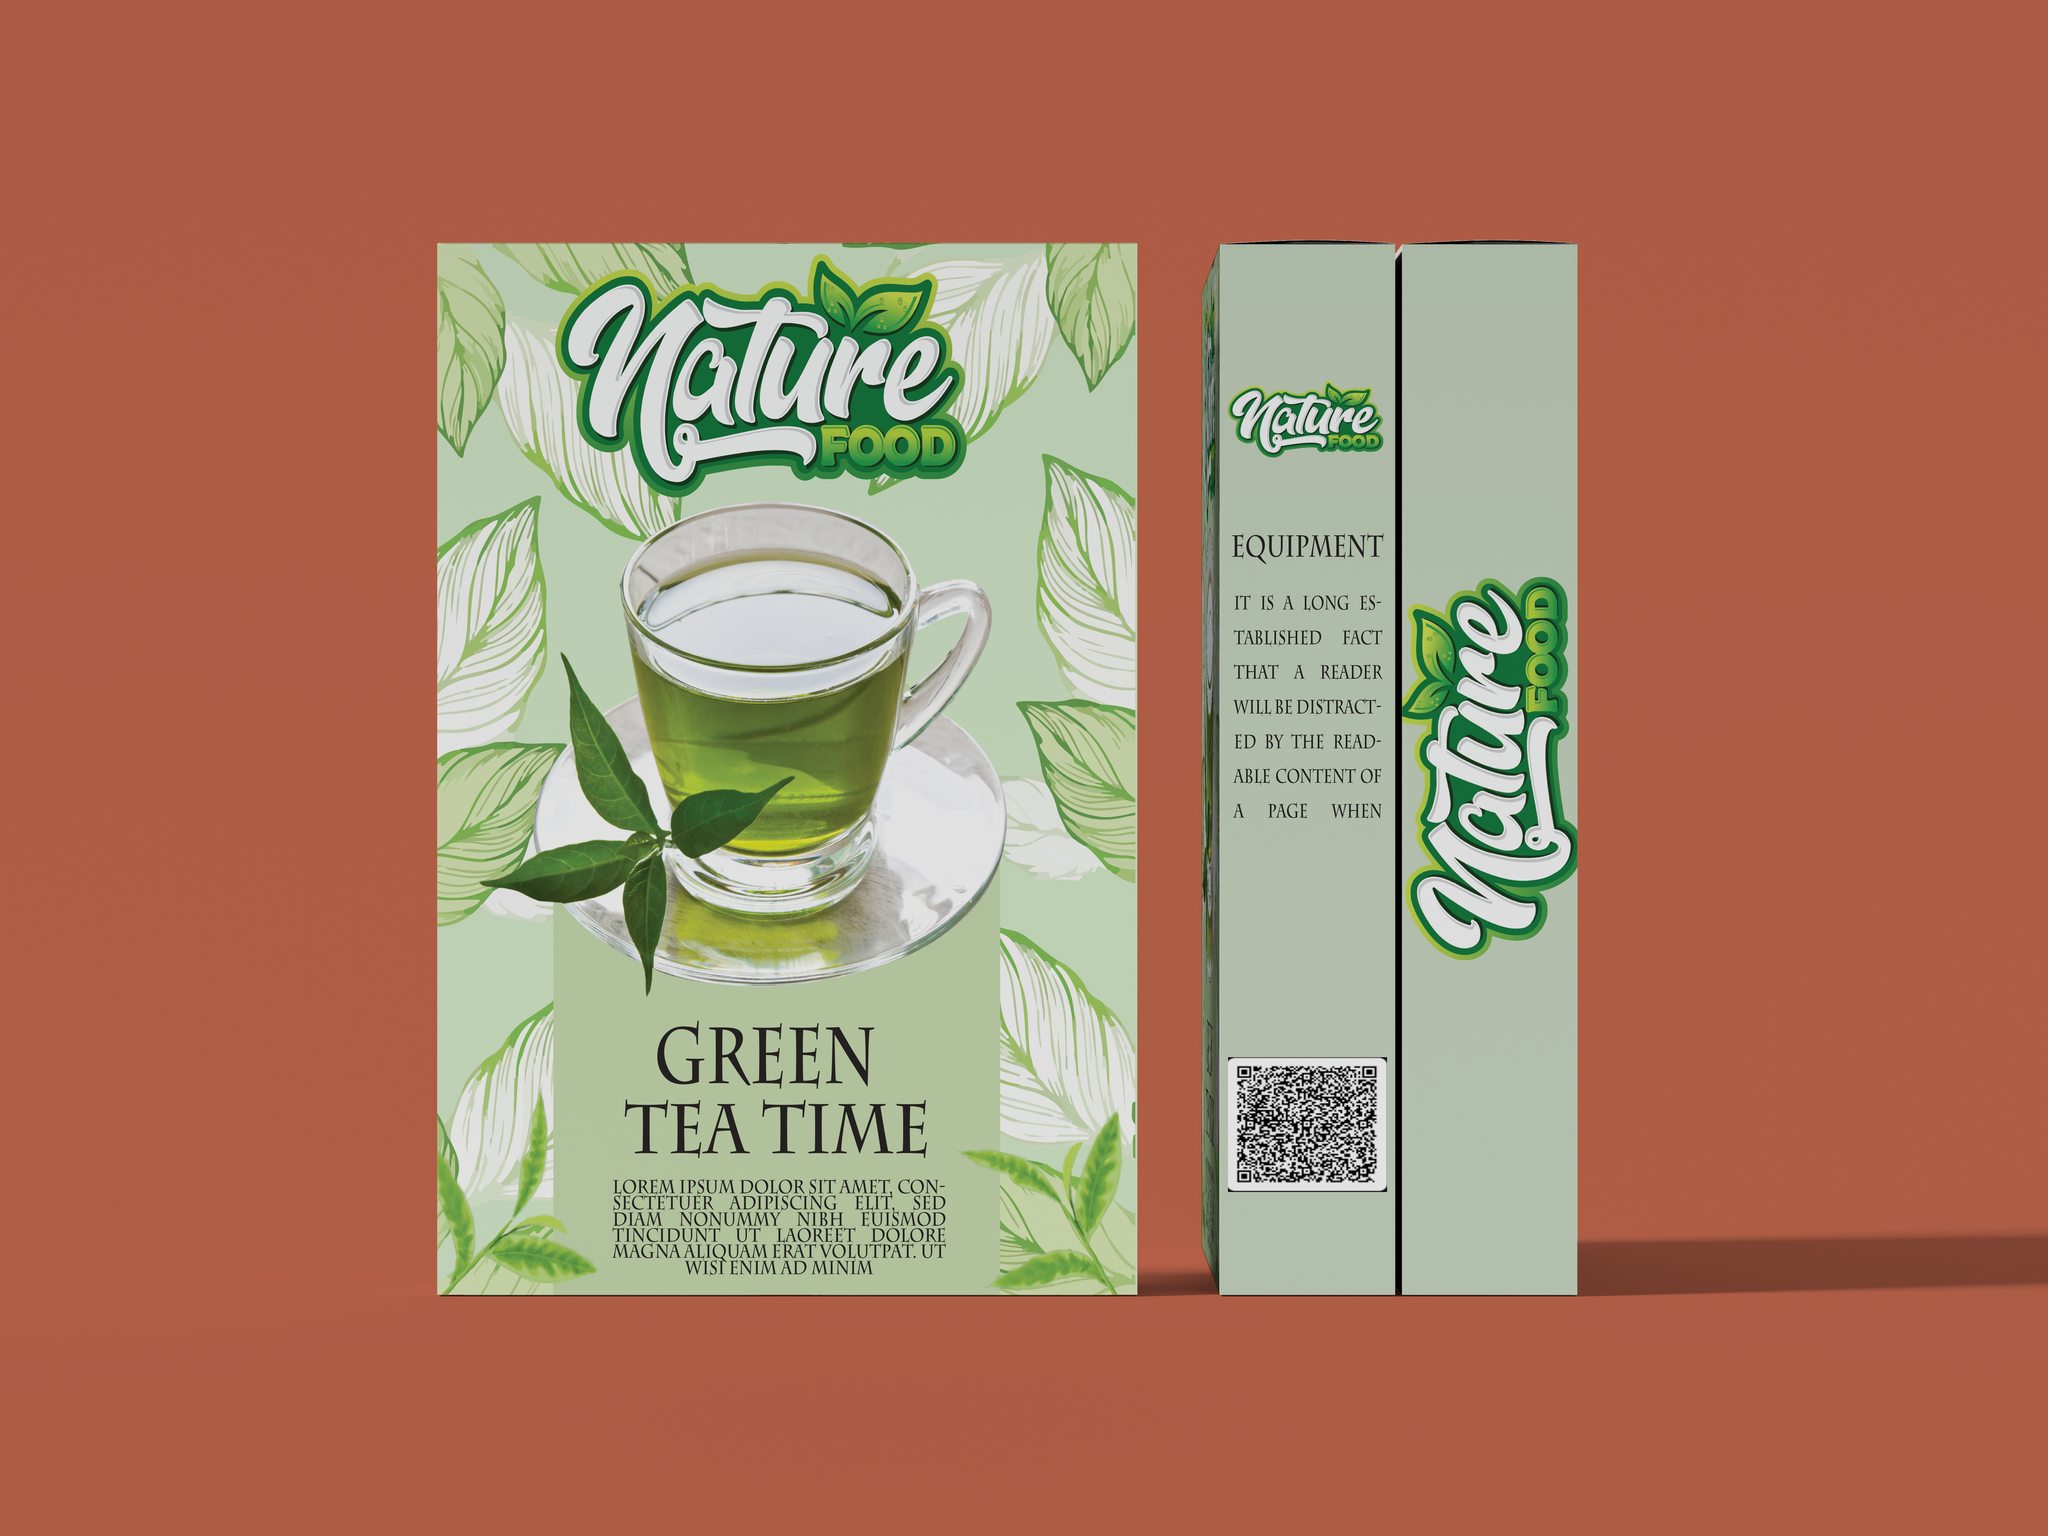 Nature
FOOD
GREEN
TEA TIME
LOREM IPSUM DOLOR SIT AMET, CON-
SECTETUER ADIPISCING ELIT, SED
DIAM NONUMMY NIBH EUISMOD
TINCIDUNT UT LAOREET DOLORE
MAGNA ALIQUAM ERAT VOLUTPAT. UT
WISI ENIM AD MINIM
Nature
FOOD
EQUIPMENT
IT IS A LONG ES-
TABLISHED FACT
THAT A READER
WILL BE DISTRACT-
ED BY THE READ-
ABLE CONTENT OF
A PAGE WHEN
Nature
FOOD